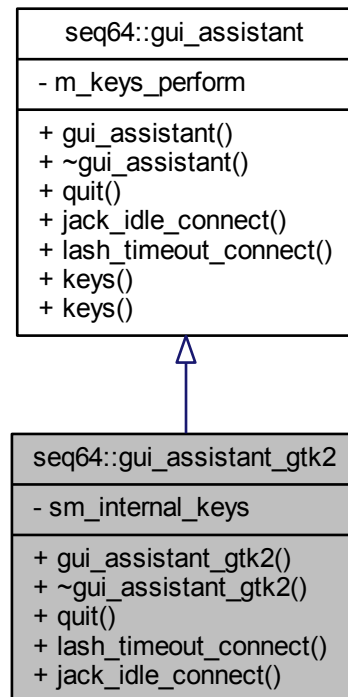 seq64::gui_assistant
- m_keys_perform
+ gui_assistant()
+ ~gui_assistant()
+ quit()
+ jack_idle_connect()
+ lash_timeout_connect()
+ keys()
+ keys()
seq64::gui_assistant_gtk2
- sm_internal_keys
+ gui_assistant_gtk2()
+ ~gui_assistant_gtk2()
+ quit()
+ lash_timeout_connect()
+ jack_idle_connect()